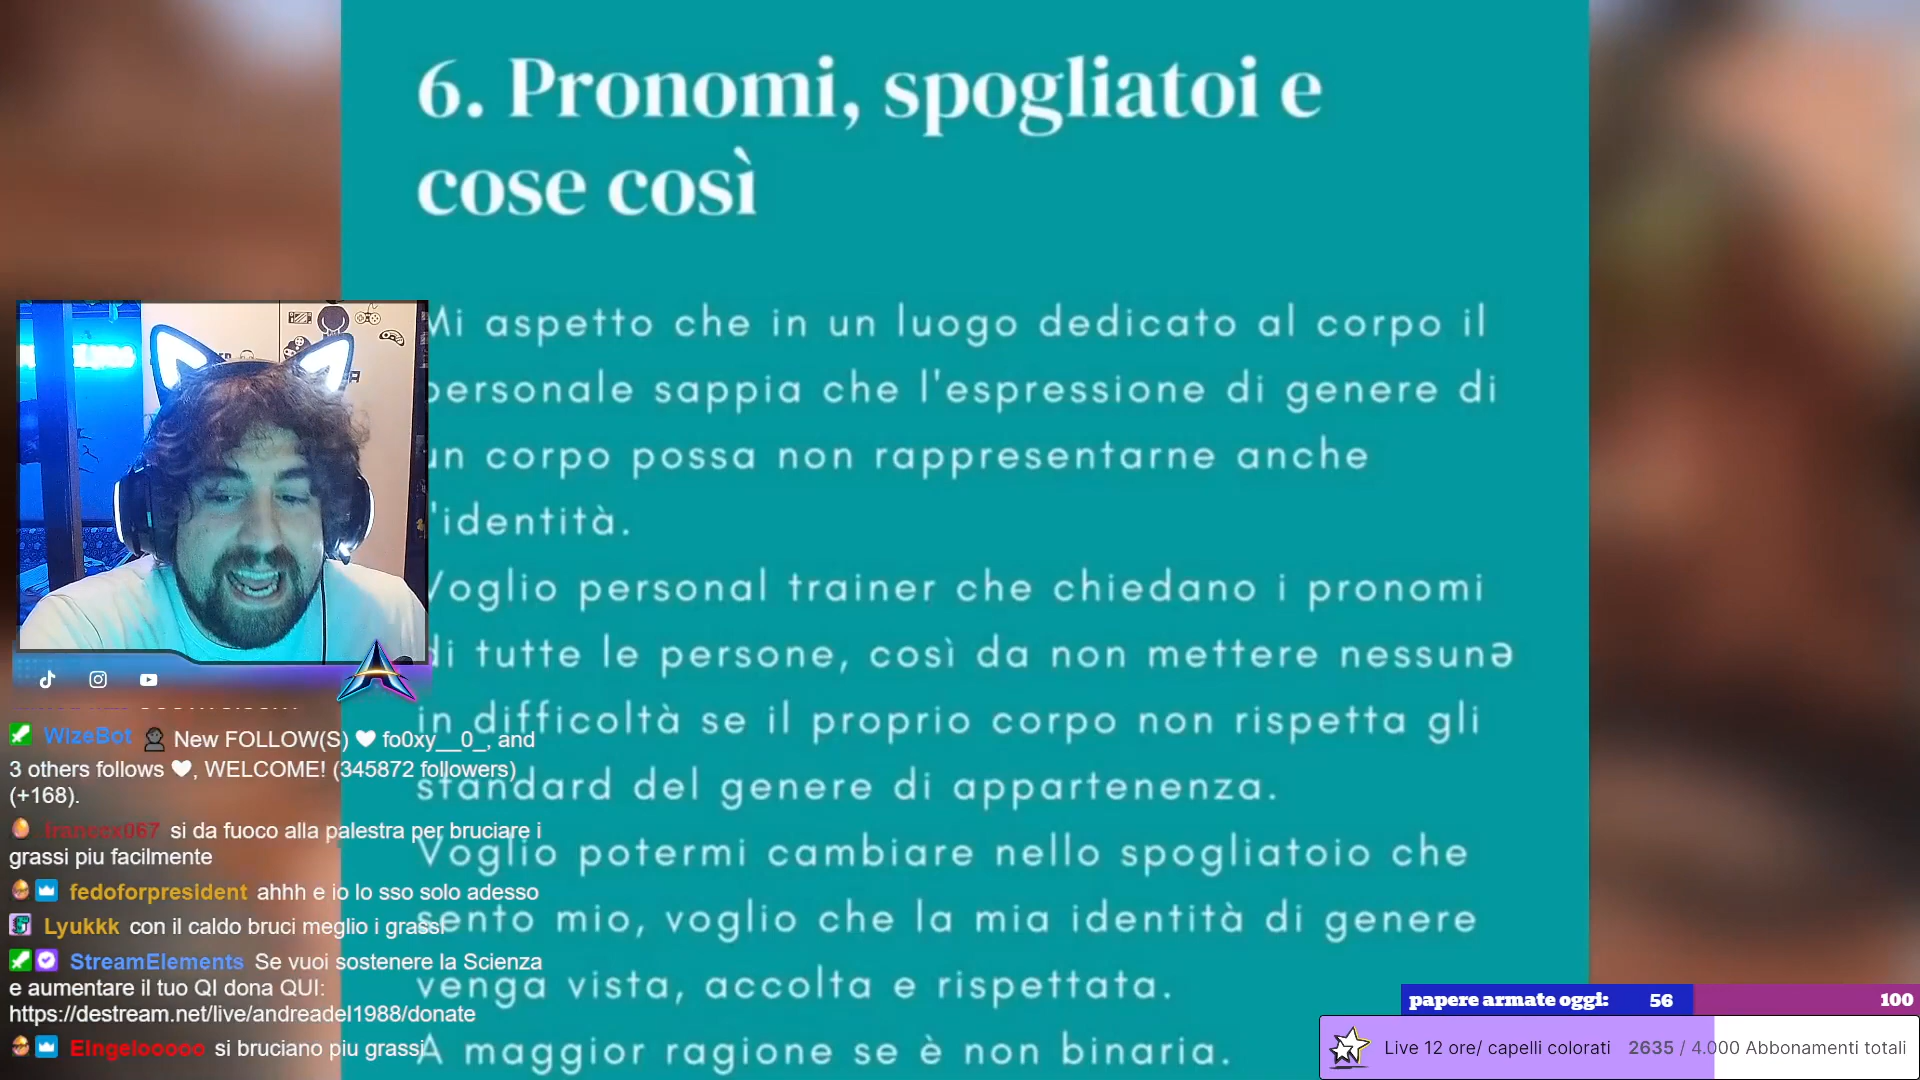 6. Pronomi, spogliatoi e
cose così
Mi aspetto che in un luogo dedicato al corpo il
personale sappia che l'espressione di genere di
un corpo possa non rappresentarne anche
l'identità.
Voglio personal trainer che chiedano i pronomi
di tutte le persone, così da non mettere nessunə
in difficoltà se il proprio corpo non rispetta gli
standard del genere di appartenenza.
Voglio potermi cambiare nello spogliatoio che
sento mio, voglio che la mia identità di genere
venga vista, accolta e rispettata.
A maggior ragione se è non binaria.
WizeBot New FOLLOW(S) fo0xy__0_, and
3 others follows , WELCOME! (345872 followers)
(+168).
francex067 si da fuoco alla palestra per bruciare i
grassi piu facilmente
fedoforpresident ahhh e io lo sso solo adesso
Lyukkk con il caldo bruci meglio i grassi
StreamElements Se vuoi sostenere la Scienza
e aumentare il tuo QI dona QUI:
https://destream.net/live/andreadel1988/donate
EIngelooooo si bruciano piu grassi
papere armate oggi: 56 100
Live 12 ore/ capelli colorati 2635 / 4.000 Abbonamenti totali